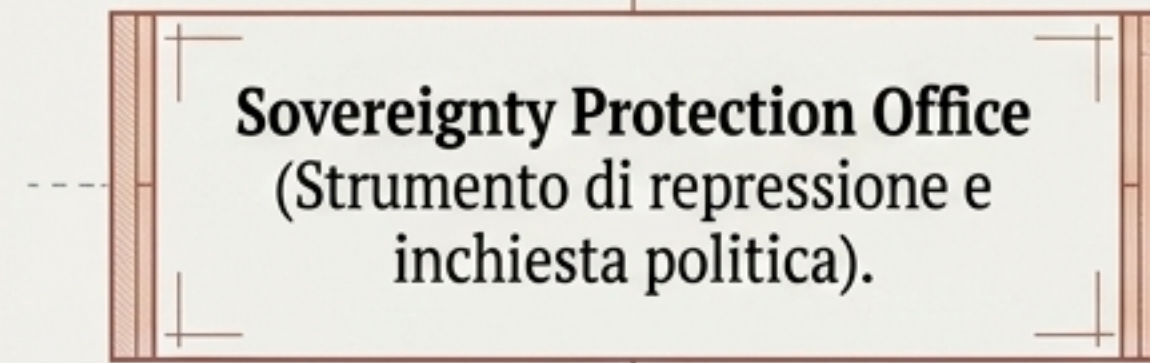 Sovereignty Protection Office
(Strumento di repressione e
inchiesta politica).